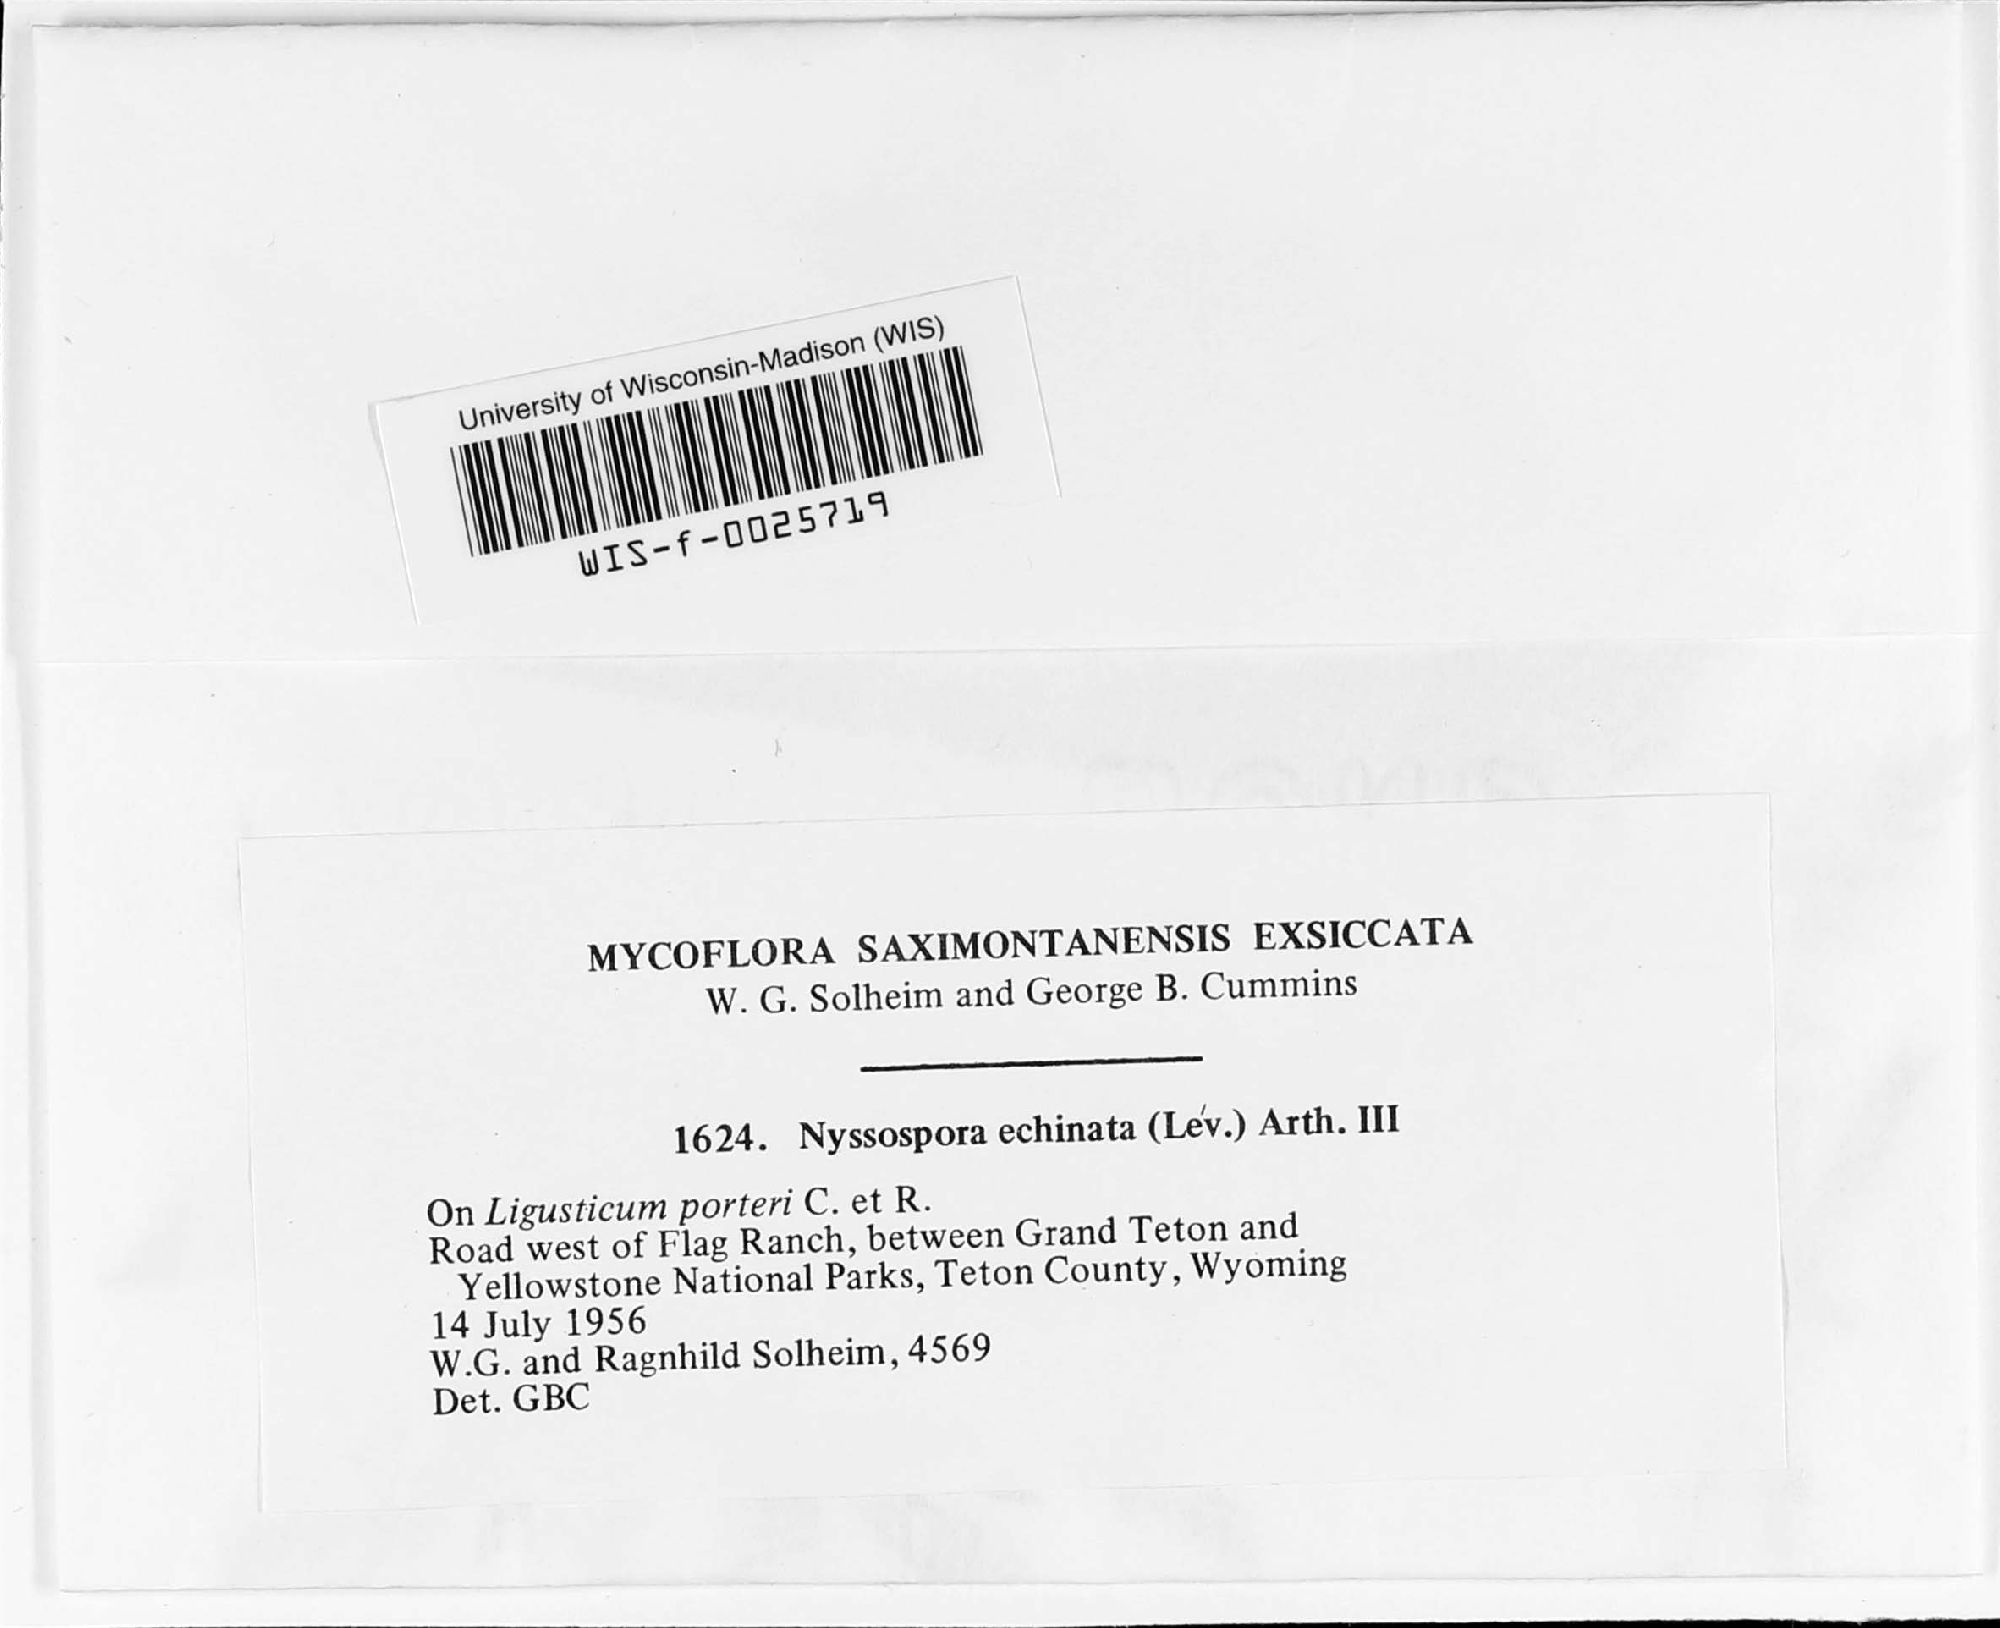 University of Wisconsin-Madison (WIS)
WIS-f-0025719
MYCOFLORA SAXIMONTANENSIS EXSICCATA
W. G. Solheim and George B. Cummins
1624. Nyssospora echinata (Lév.) Arth. III
On Ligusticum porteri C. et R.
Road west of Flag Ranch, between Grand Teton and
Yellowstone National Parks, Teton County, Wyoming
14 July 1956
W.G. and Ragnhild Solheim, 4569
Det. GBC